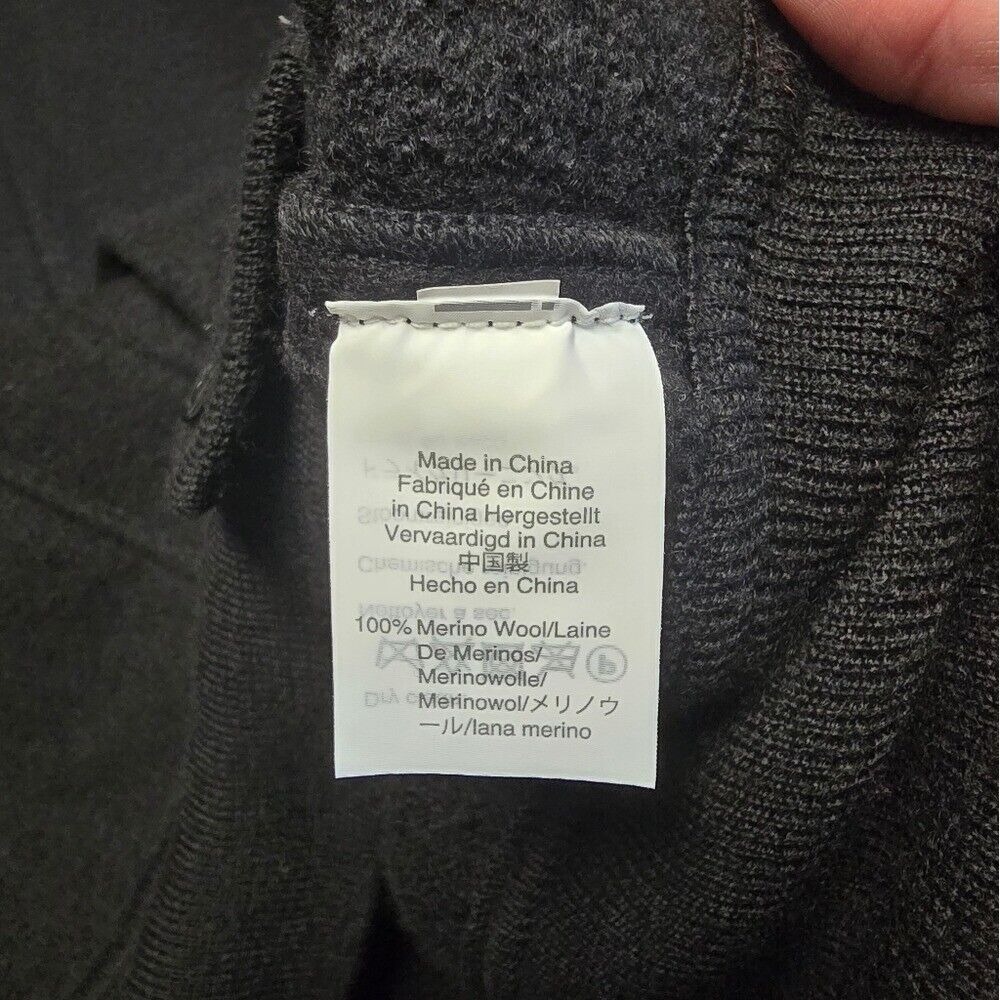 Made in China
Fabriqué en Chine
in China Hergestellt
Vervaardigd in China
中国製
Hecho en China
100% Merino Wool/Laine
De Merinos/
Merinowolle/
Merinowol/メリノウ
ール/lana merino